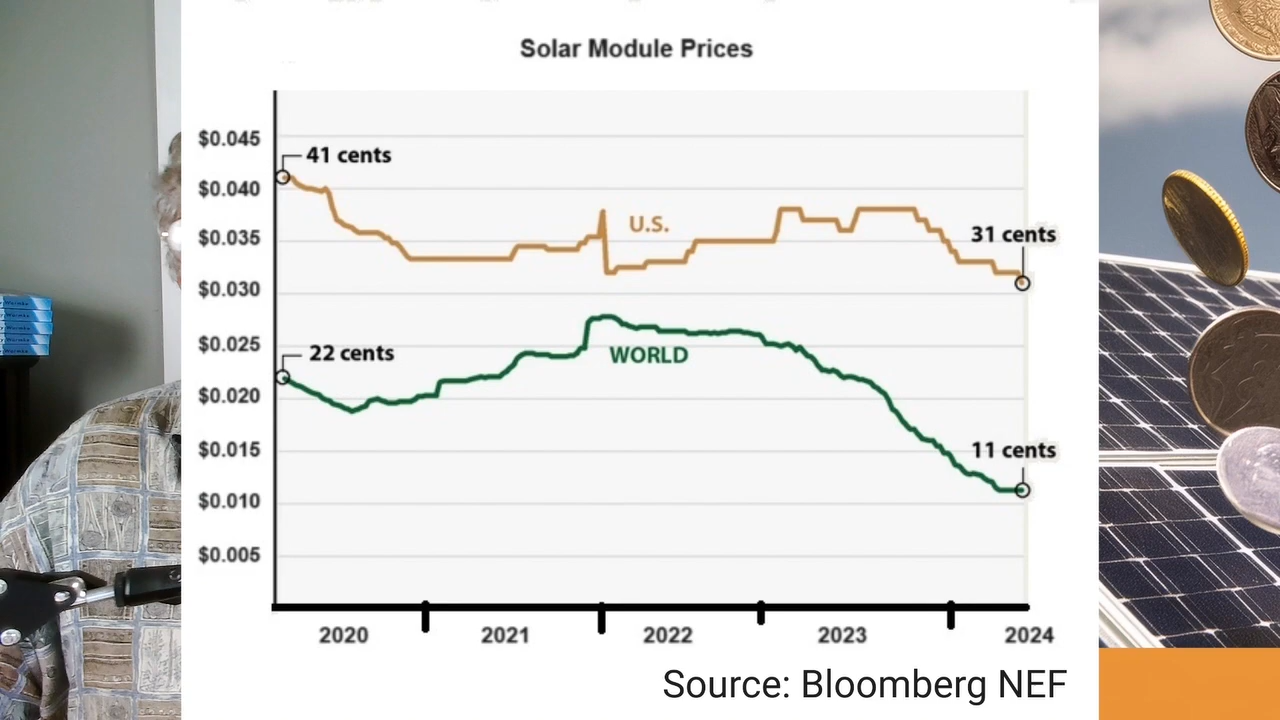 Solar Module Prices
$0.045
$0.040
$0.035
$0.030
$0.025
$0.020
$0.015
$0.010
$0.005
41 cents
U.S.
31 cents
22 cents
WORLD
11 cents
2020
2021
2022
2023
2024
Source: Bloomberg NEF